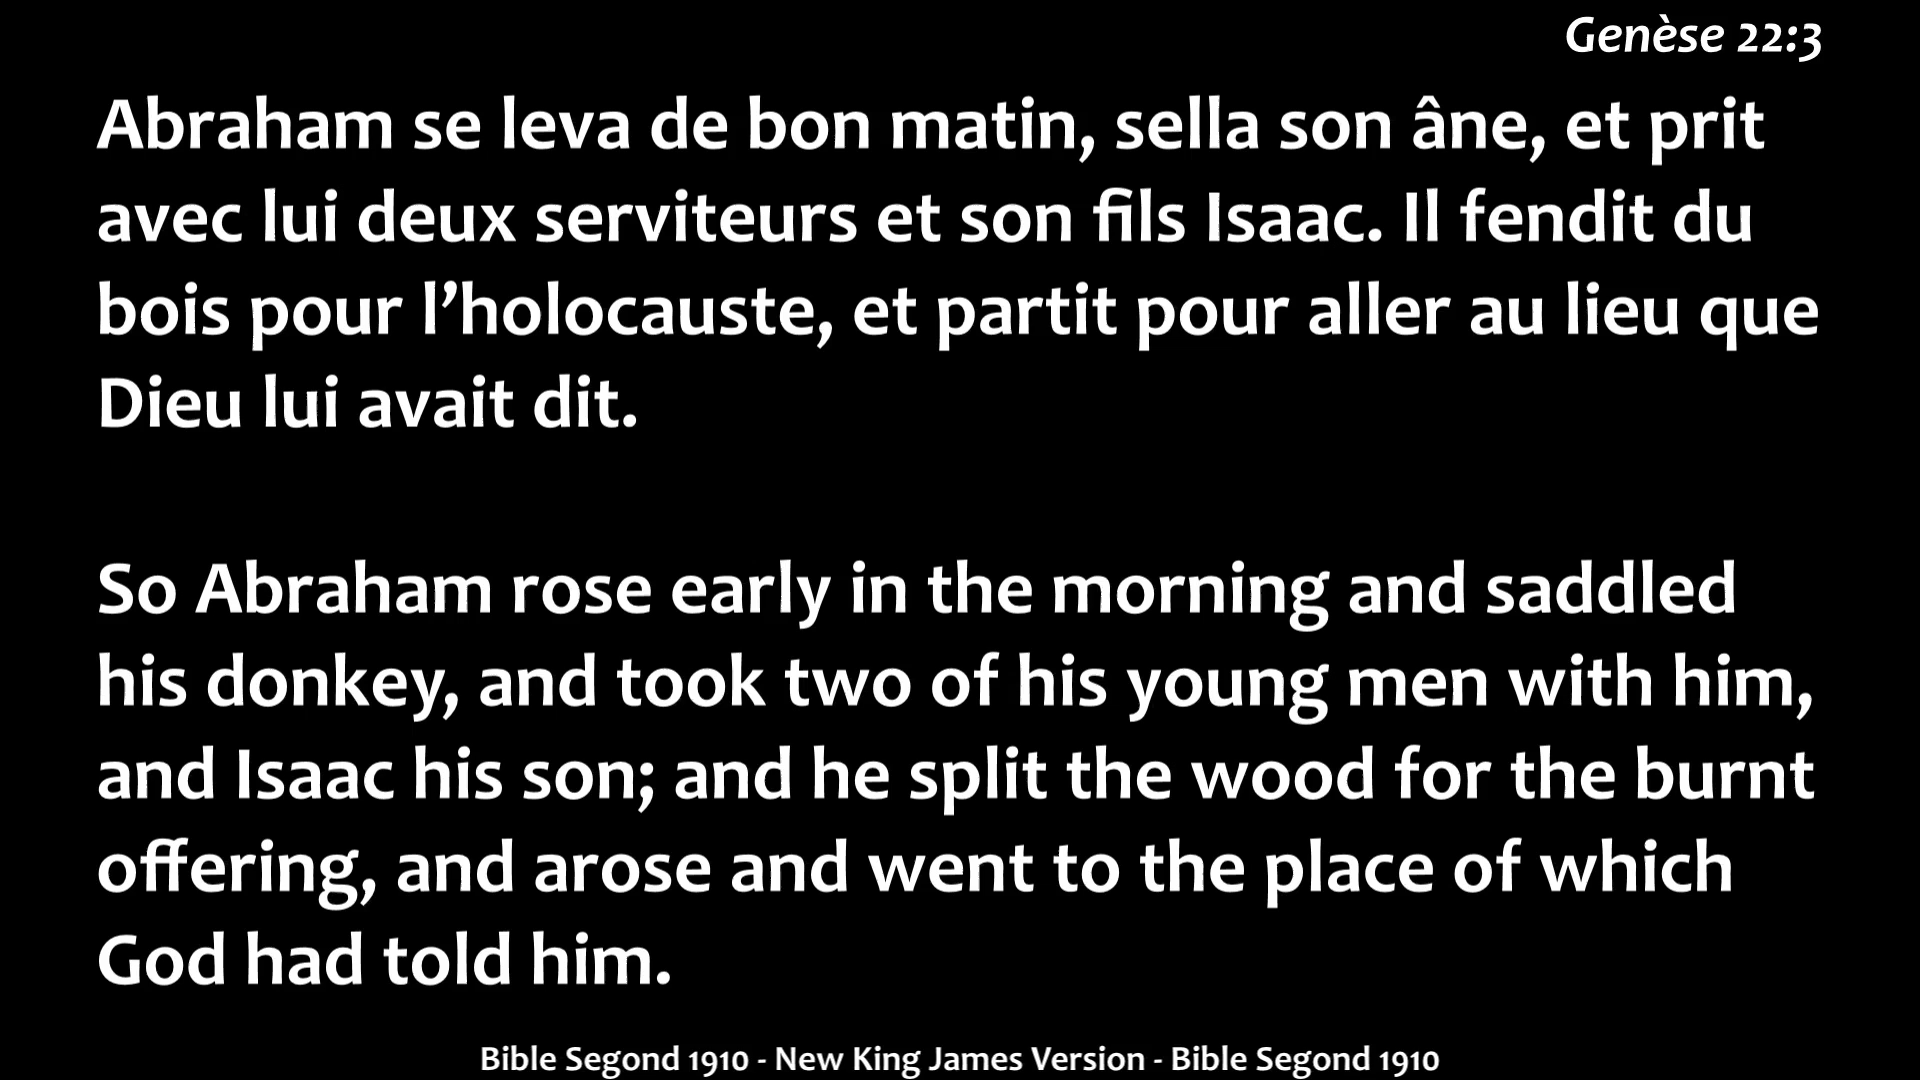 Genèse 22:3
Abraham se leva de bon matin, sella son âne, et prit
avec lui deux serviteurs et son fils Isaac. Il fendit du
bois pour l’holocauste, et partit pour aller au lieu que
Dieu lui avait dit.
So Abraham rose early in the morning and saddled
his donkey, and took two of his young men with him,
and Isaac his son; and he split the wood for the burnt
offering, and arose and went to the place of which
God had told him.
Bible Segond 1910 - New King James Version - Bible Segond 1910